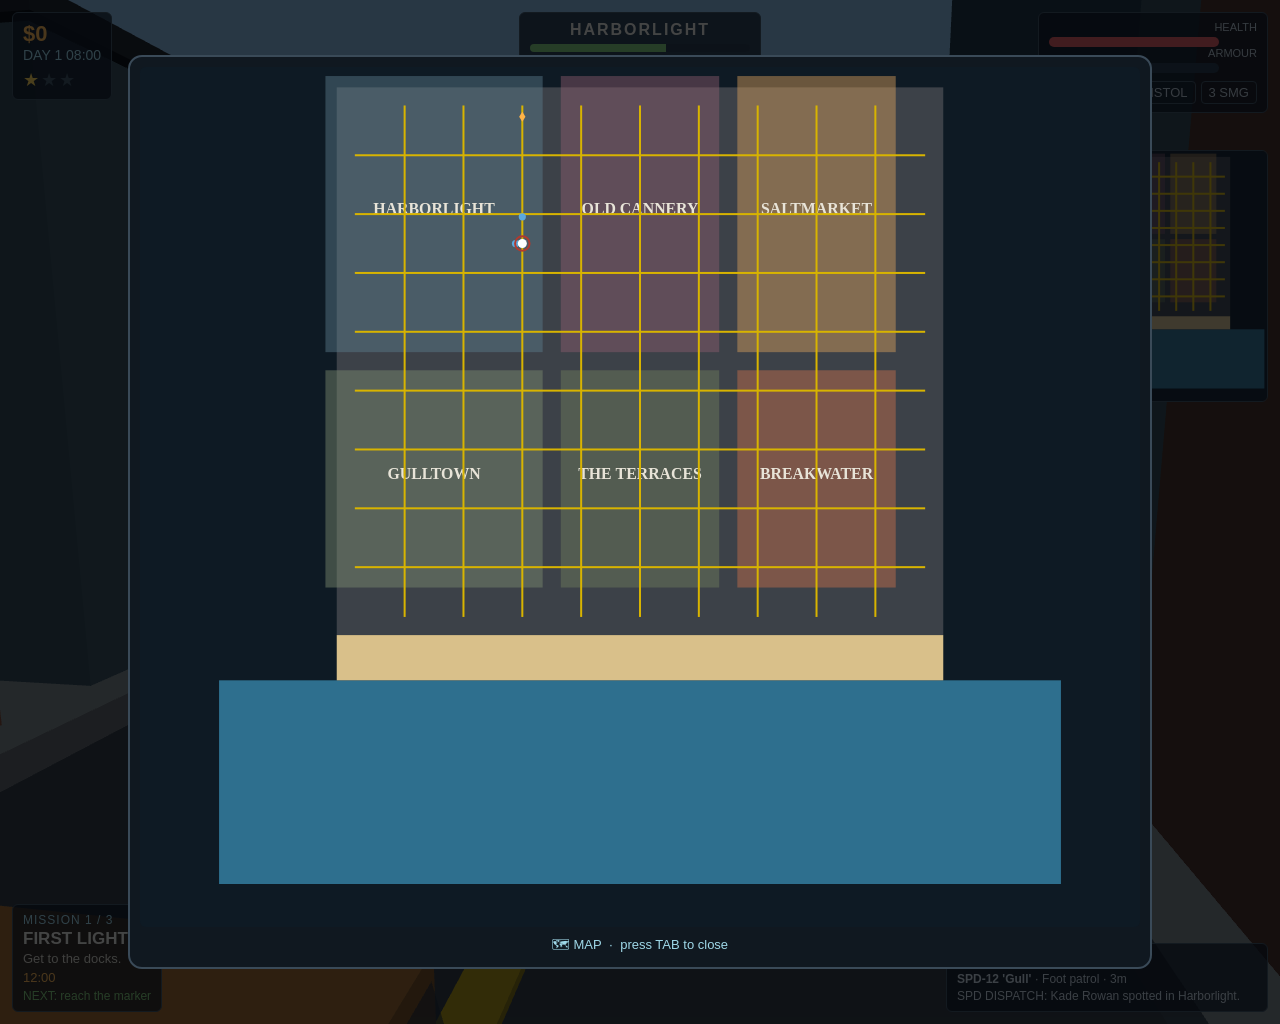 $0
DAY 1 08:00
HARBORLIGHT
HEALTH
ARMOUR
3 SMG
HARBORLIGHT
OLD CANNERY
SALTMARKET
GULLTOWN
THE TERRACES
BREAKWATER
MISSION 1 / 3
FIRST LIGHT
Get to the docks.
12:00
NEXT: reach the marker
SPD-12 'Gull' · Foot patrol · 3m
SPD DISPATCH: Kade Rowan spotted in Harborlight.
MAP · press TAB to close